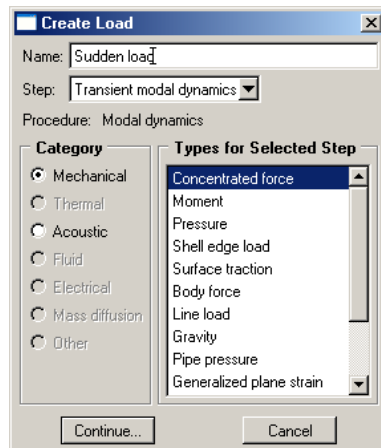 Create Load
Name: Sudden load
Step: Transient modal dynamics
Procedure: Modal dynamics
Category
Mechanical
Thermal
Acoustic
Fluid
Electrical
Mass diffusion
Other
Types for Selected Step
Concentrated force
Moment
Pressure
Shell edge load
Surface traction
Body force
Line load
Gravity
Pipe pressure
Generalized plane strain
Continue...
Cancel